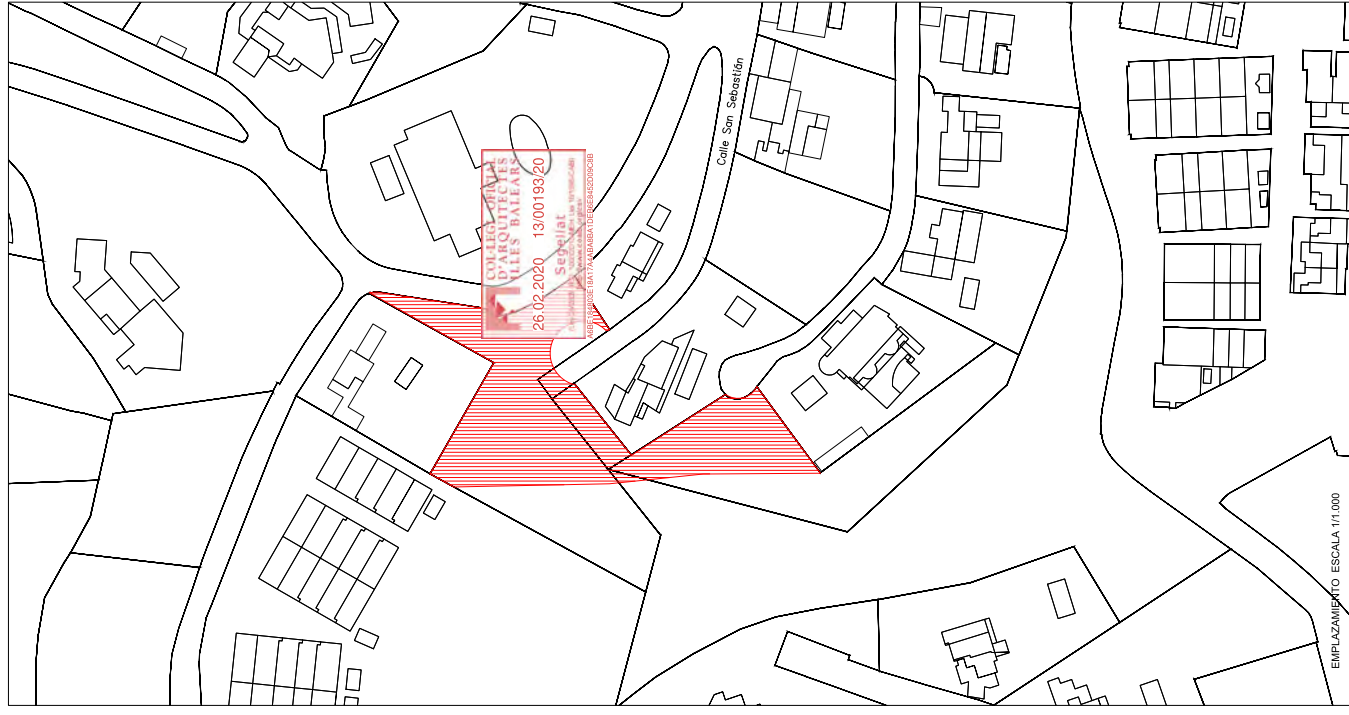 Calle San Sebastián
COL·LEGI OFICIAL
D'ARQUITECTES
ILLES BALEARS
26.02.2020 13/00193/20
Segellat
EMPLAZAMIENTO ESCALA 1/1.000